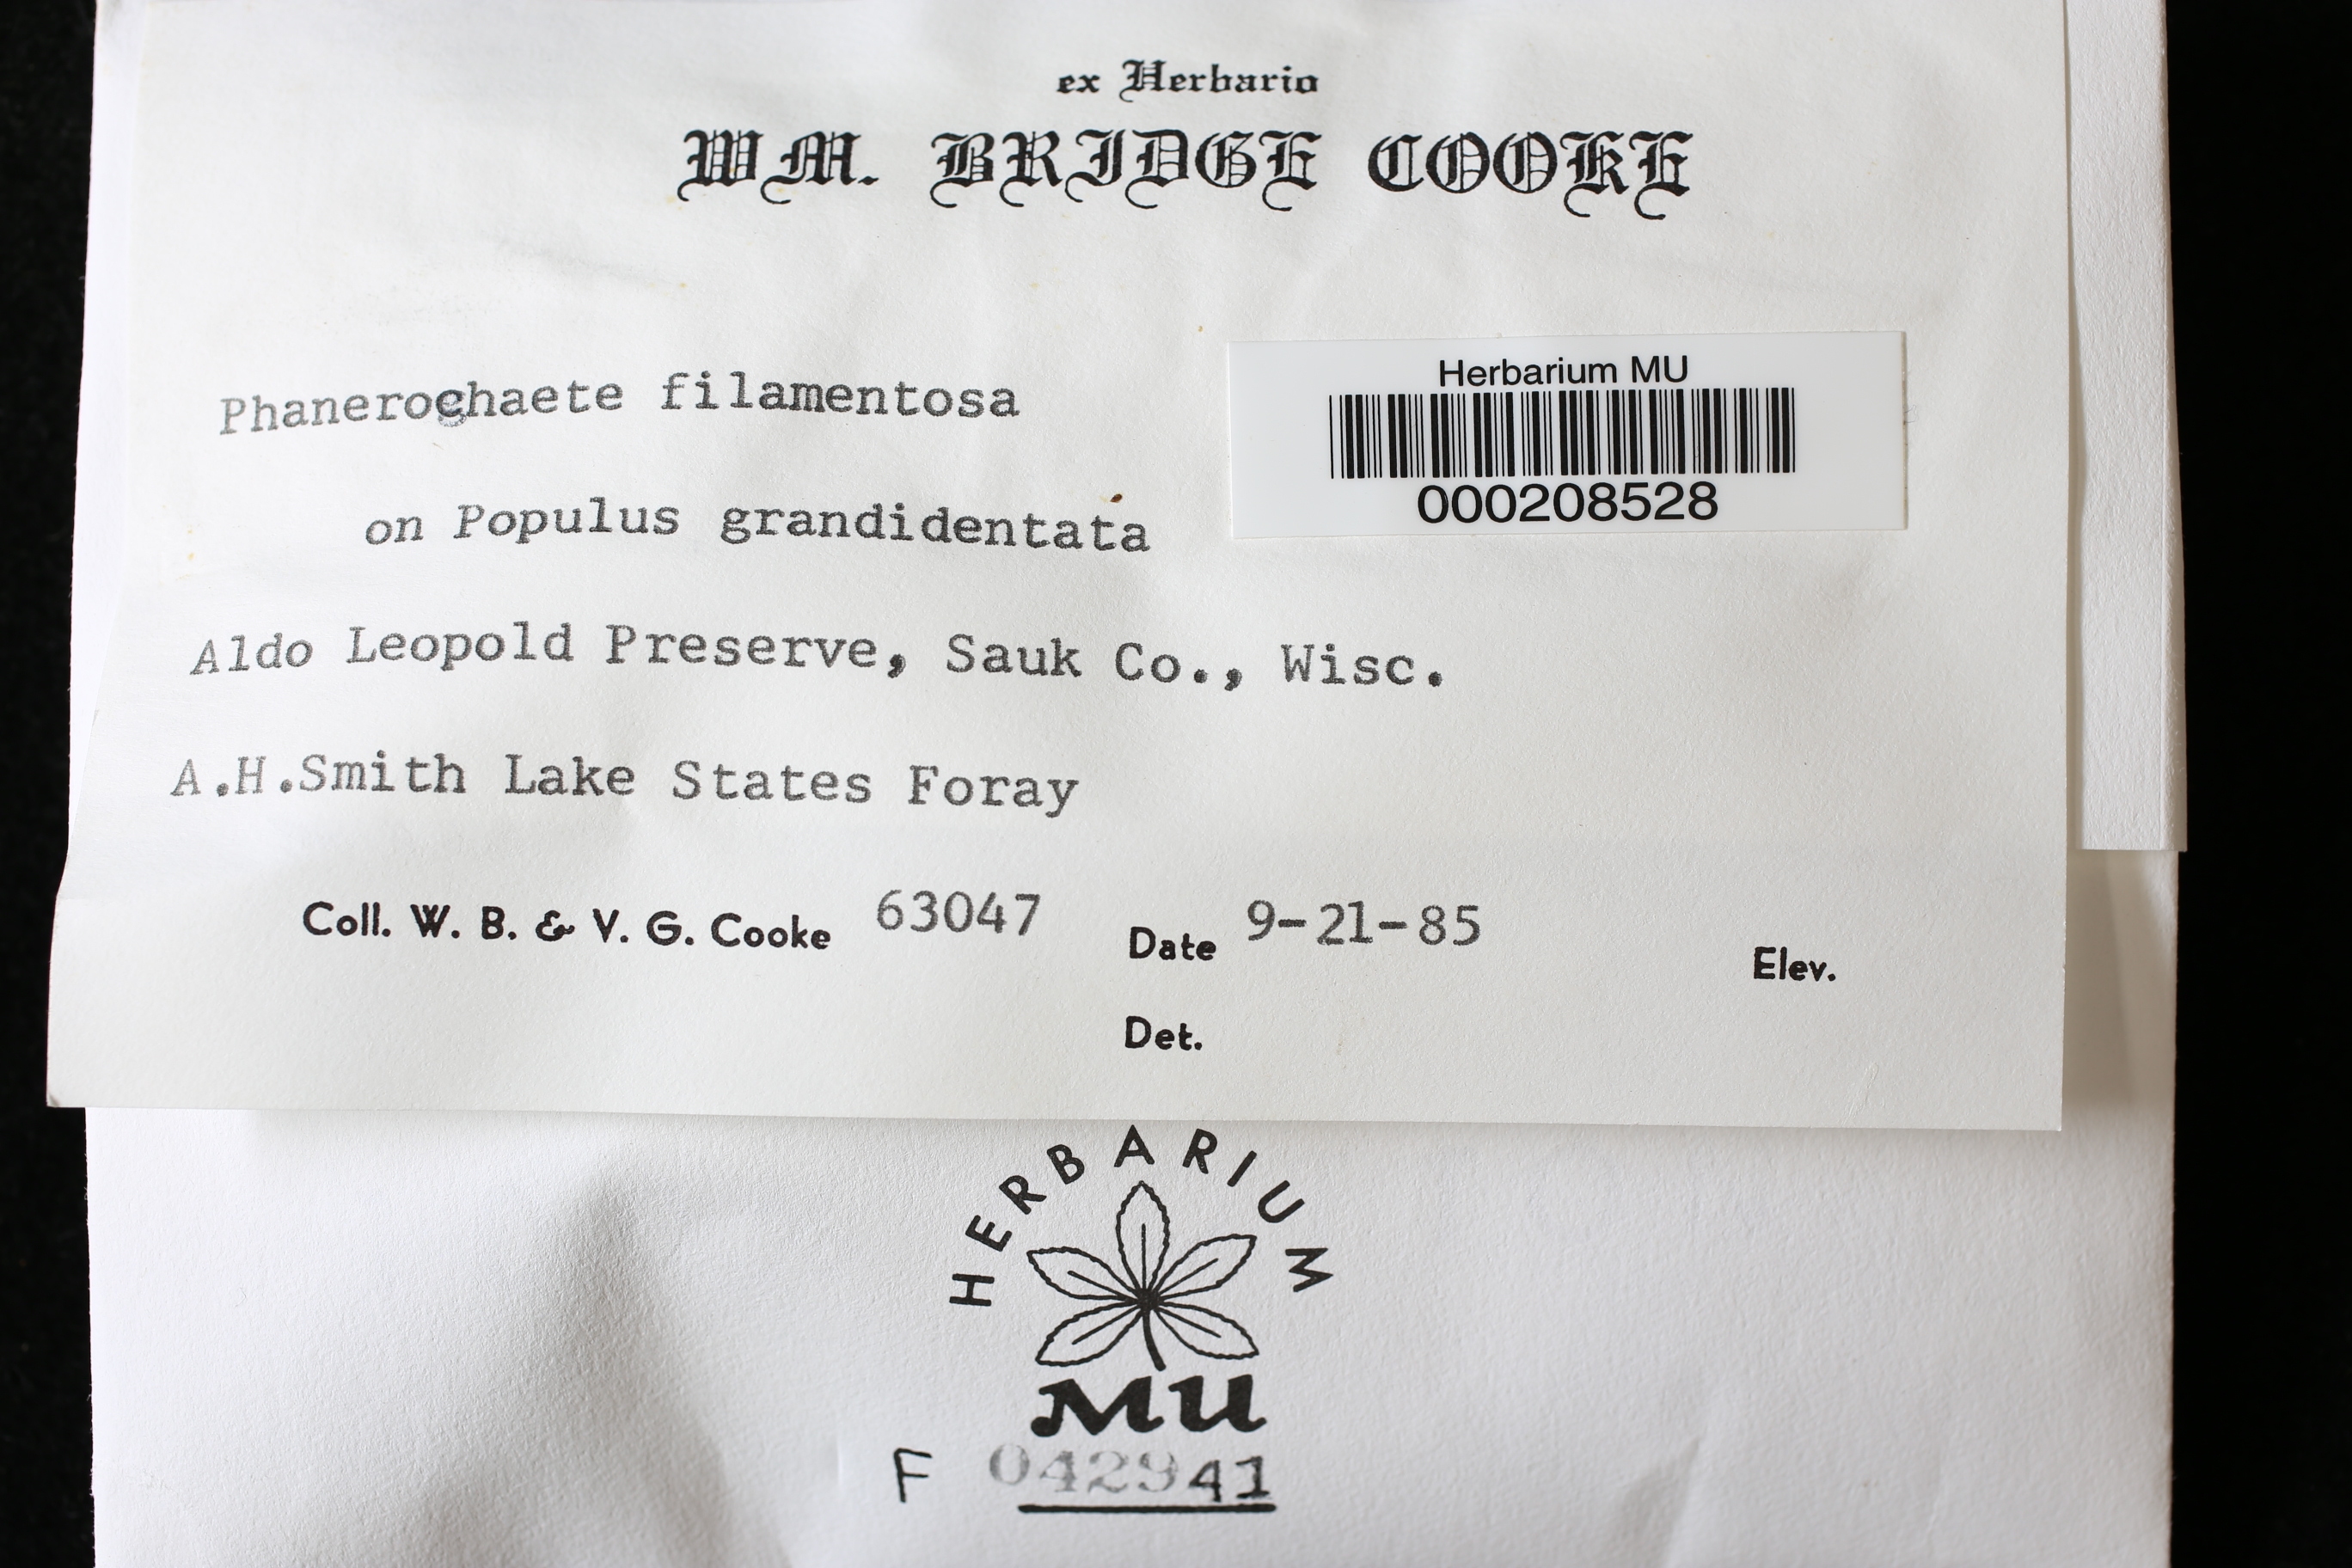 ex Herbario
WM. BRIDGE COOKE
Herbarium MU
000208528
Phanerochaete filamentosa
on Populus grandidentata
Aldo Leopold Preserve, Sauk Co., Wisc.
A.H.Smith Lake States Foray
Coll. W. B. & V. G. Cooke 63047 Date 9-21-85 Elev.
Det.
HERBARIUM
MU
F 042941